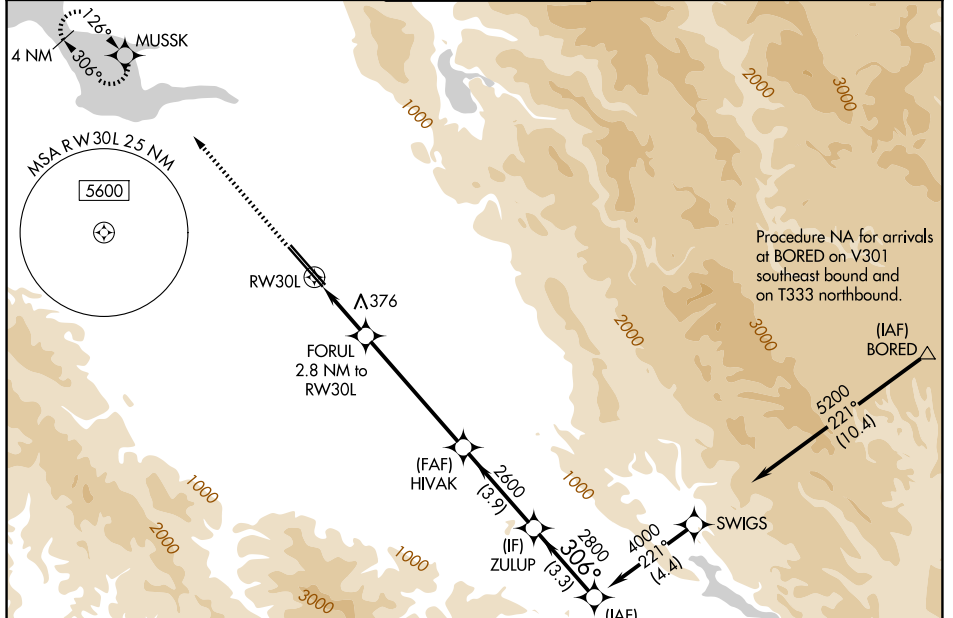 126°
MUSSK
4 NM
306°
1000
2000
3000
MSA RW30L 25 NM
5600
Procedure NA for arrivals
at BORED on V301
southeast bound and
on T333 northbound.
RW30L
376
2000
3000
(IAF)
BORED
FORUL
2.8 NM to
RW30L
5200
221°
(10.4)
(FAF)
HIVAK
2600
(3.9)
1000
1000
2000
SWIGS
4000
221°
(4.4)
(IF)
ZULUP
2800
306°
(3.3)
1000
3000
(IAF)